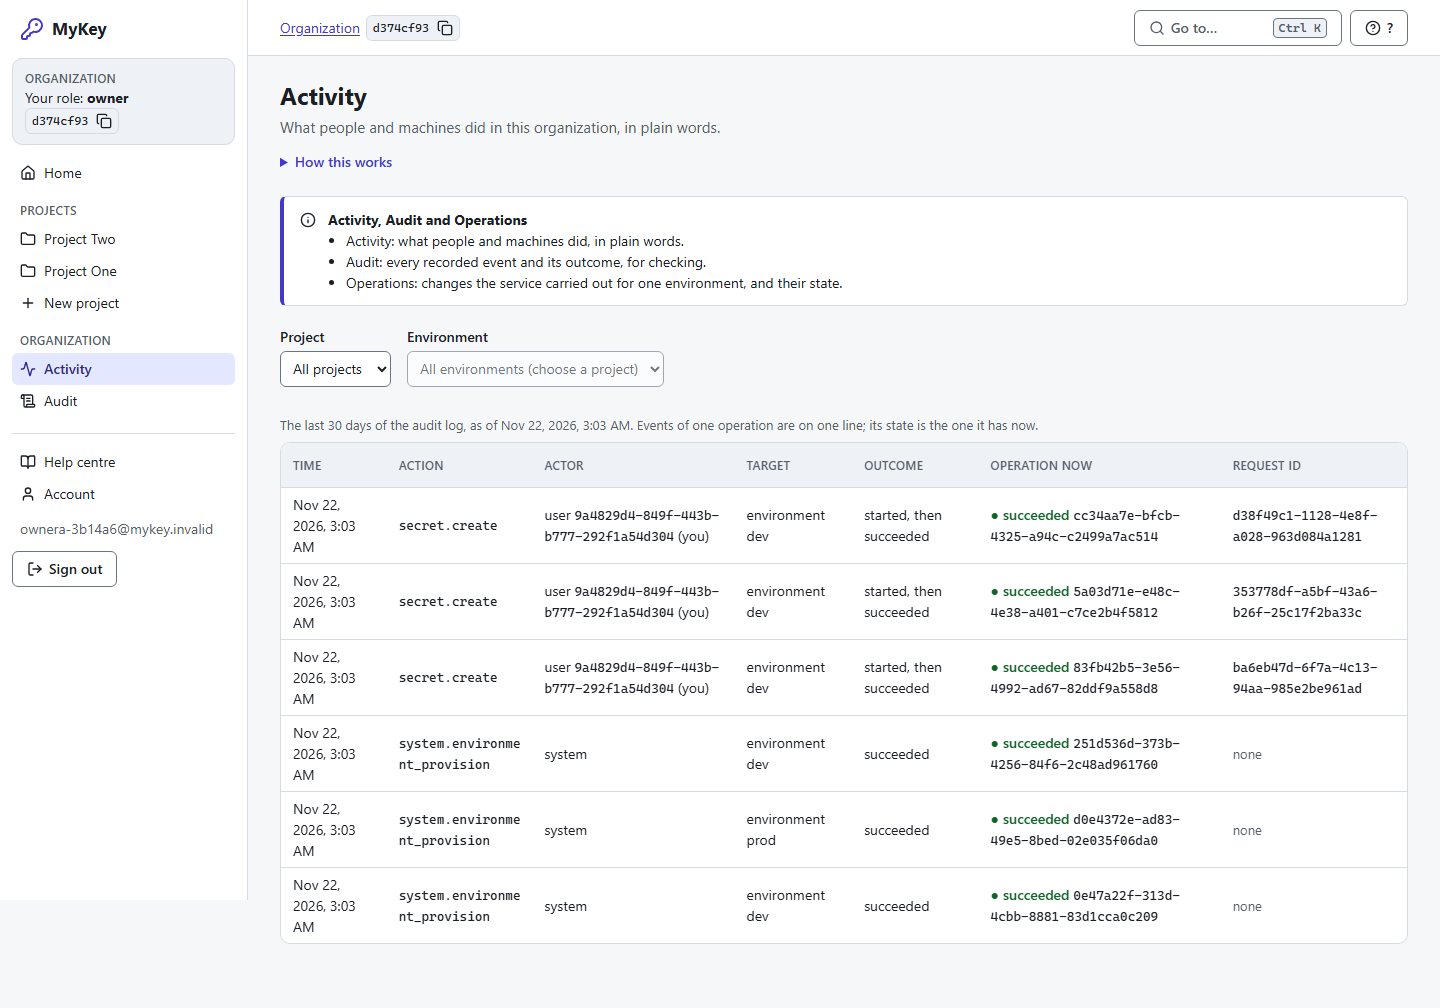 MyKey
ORGANIZATION
Your role: owner
d374cf93
Home
PROJECTS
Project Two
Project One
New project
ORGANIZATION
Activity
Audit
Help centre
Account
ownera-3b14a6@mykey.invalid
Sign out
Organization d374cf93
Go to... Ctrl K
?
Activity
What people and machines did in this organization, in plain words.
How this works
Activity, Audit and Operations
Activity: what people and machines did, in plain words.
Audit: every recorded event and its outcome, for checking.
Operations: changes the service carried out for one environment, and their state.
Project Environment
All projects All environments (choose a project)
The last 30 days of the audit log, as of Nov 22, 2026, 3:03 AM. Events of one operation are on one line; its state is the one it has now.
TIME ACTION ACTOR TARGET OUTCOME OPERATION NOW REQUEST ID
Nov 22,
2026, 3:03
AM
secret.create
user 9a4829d4-849f-443b-
b777-292f1a54d304 (you)
environment
dev
started, then
succeeded
succeeded cc34aa7e-bfcb-
4325-a94c-c2499a7ac514
d38f49c1-1128-4e8f-
a028-963d084a1281
Nov 22,
2026, 3:03
AM
secret.create
user 9a4829d4-849f-443b-
b777-292f1a54d304 (you)
environment
dev
started, then
succeeded
succeeded 5a03d71e-e48c-
4e38-a401-c7ce2b4f5812
353778df-a5bf-43a6-
b26f-25c17f2ba33c
Nov 22,
2026, 3:03
AM
secret.create
user 9a4829d4-849f-443b-
b777-292f1a54d304 (you)
environment
dev
started, then
succeeded
succeeded 83fb42b5-3e56-
4992-ad67-82ddf9a558d8
ba6eb47d-6f7a-4c13-
94aa-985e2be961ad
Nov 22,
2026, 3:03
AM
system.environme
nt_provision
system
environment
dev
succeeded
succeeded 251d536d-373b-
4256-84f6-2c48ad961760
none
Nov 22,
2026, 3:03
AM
system.environme
nt_provision
system
environment
prod
succeeded
succeeded d0e4372e-ad83-
49e5-8bed-02e035f06da0
none
Nov 22,
2026, 3:03
AM
system.environme
nt_provision
system
environment
dev
succeeded
succeeded 0e47a22f-313d-
4cbb-8881-83d1cca0c209
none